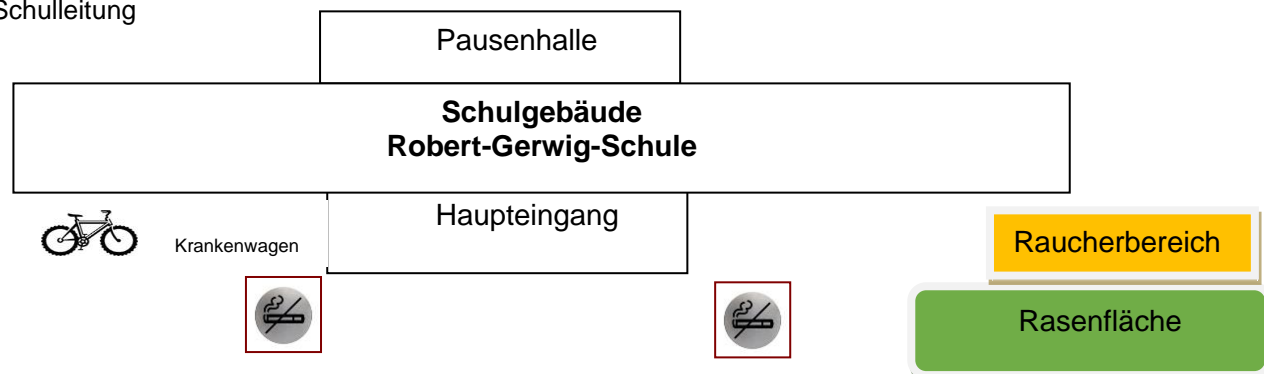 Schulleitung
Pausenhalle
Schulgebäude
Robert-Gerwig-Schule
Haupteingang
Krankenwagen
Raucherbereich
Rasenfläche